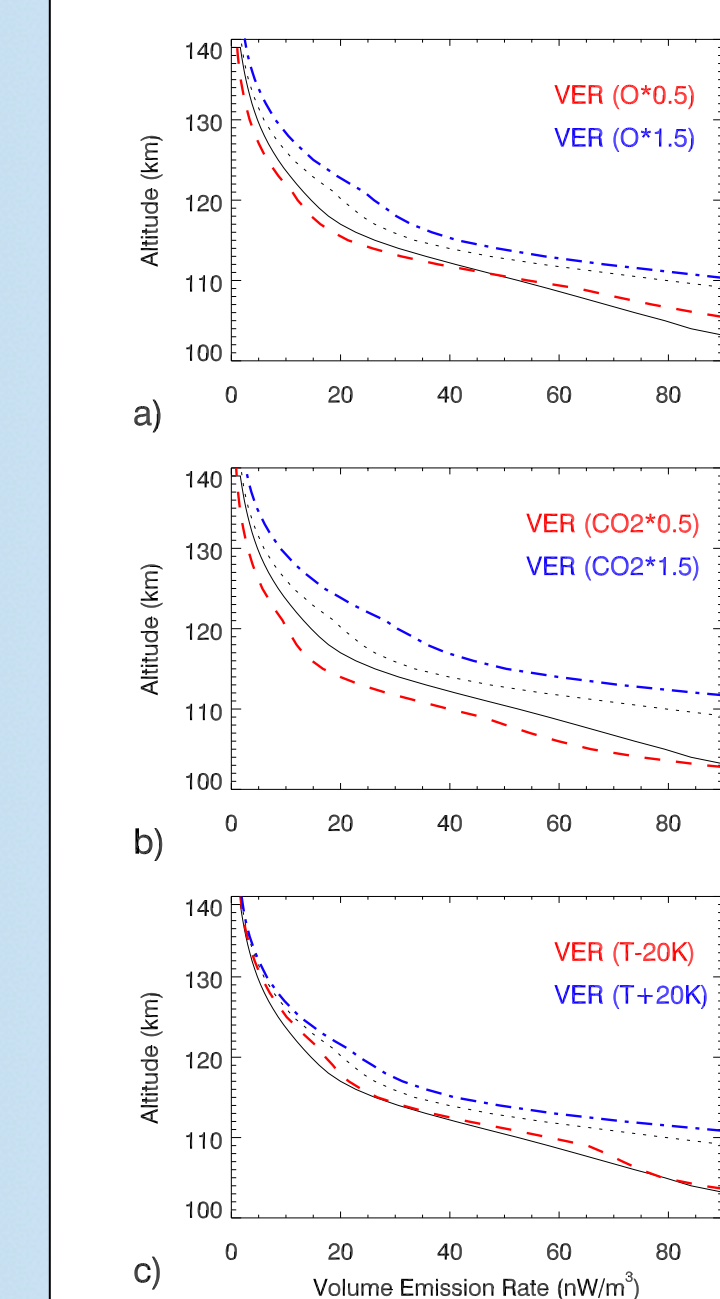 140
VER (O*0.5)
130
VER (O*1.5)
Altitude (km)
120
110
100
0 20 40 60 80
a)
140
VER (CO2*0.5)
130
VER (CO2*1.5)
Altitude (km)
120
110
100
0 20 40 60 80
b)
140
VER (T-20K)
130
VER (T+20K)
Altitude (km)
120
110
100
0 20 40 60 80
c)
Volume Emission Rate (nW/m³)